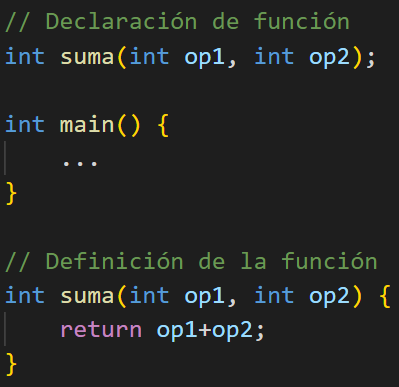 // Declaración de función
int suma(int op1, int op2);
int main() {
...
}
// Definición de la función
int suma(int op1, int op2) {
return op1+op2;
}